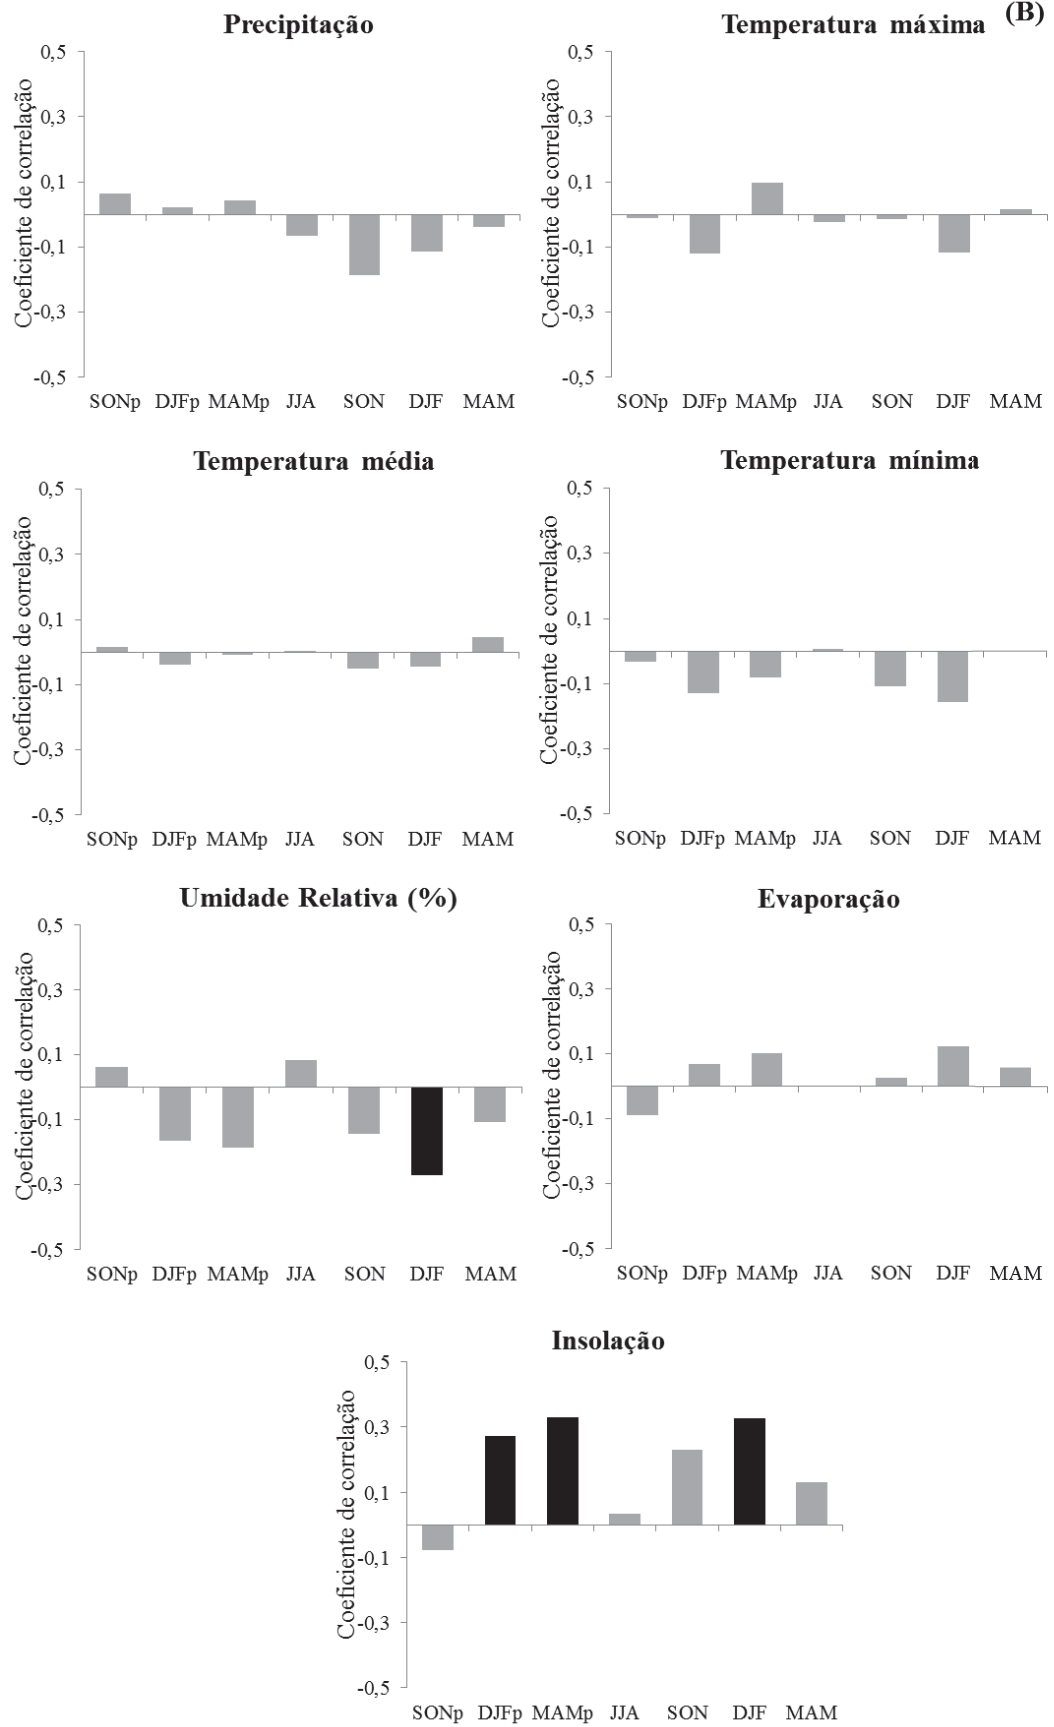 (B)
Precipitação
Coeficiente de correlação
0,5
0,3
0,1
-0,1
-0,3
-0,5
SONp DJFp MAMp JJA SON DJF MAM
Temperatura máxima
Coeficiente de correlação
0,5
0,3
0,1
-0,1
-0,3
-0,5
SONp DJFp MAMp JJA SON DJF MAM
Temperatura média
Coeficiente de correlação
0,5
0,3
0,1
-0,1
-0,3
-0,5
SONp DJFp MAMp JJA SON DJF MAM
Temperatura mínima
Coeficiente de correlação
0,5
0,3
0,1
-0,1
-0,3
-0,5
SONp DJFp MAMp JJA SON DJF MAM
Umidade Relativa (%)
Coeficiente de correlação
0,5
0,3
0,1
-0,1
-0,3
-0,5
SONp DJFp MAMp JJA SON DJF MAM
Evaporação
Coeficiente de correlação
0,5
0,3
0,1
-0,1
-0,3
-0,5
SONp DJFp MAMp JJA SON DJF MAM
Insolação
Coeficiente de correlação
0,5
0,3
0,1
-0,1
-0,3
-0,5
SONp DJFp MAMp JJA SON DJF MAM